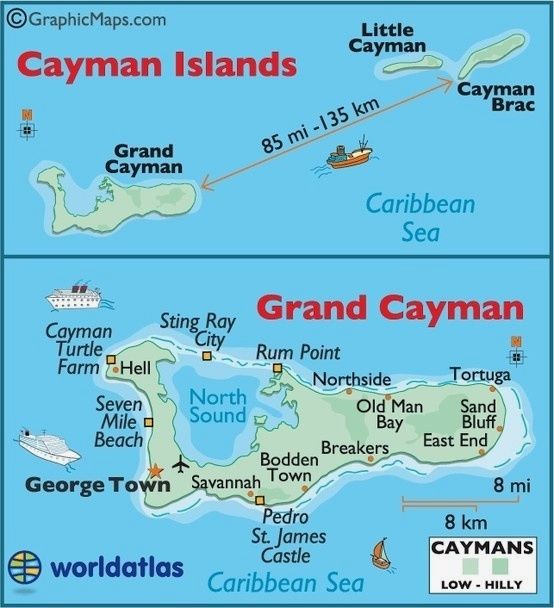 ©GraphicMaps.com
Little
Cayman
Cayman Islands
Cayman
Brac
N
85 mi -135 km
Grand
Cayman
Caribbean
Sea
Grand Cayman
Sting Ray
City
Cayman
Turtle
Farm
Rum Point
N
Hell
Northside
Tortuga
North
Sound
Seven
Mile
Beach
Old Man
Bay
Sand
Bluff
East End
Breakers
Bodden
Town
George Town
Savannah
8 mi
8 km
Pedro
St. James
Castle
CAYMANS
LOW - HILLY
worldatlas
Caribbean Sea